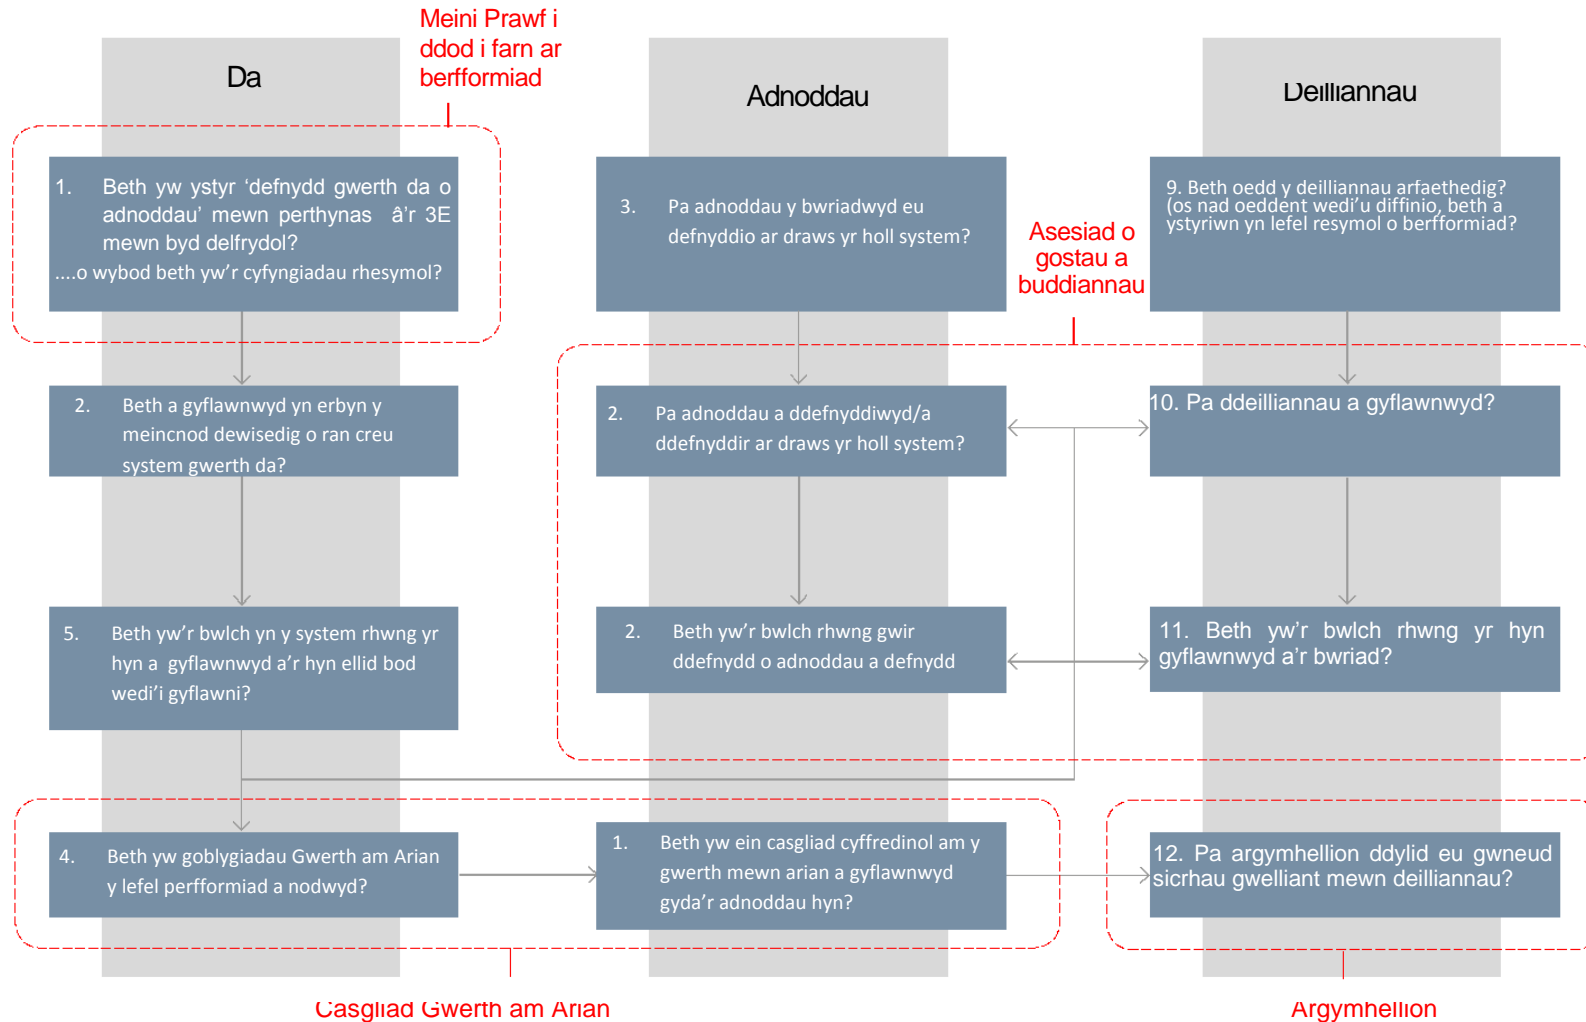 Meini Prawf i
ddod i farn ar
berfformiad
Da
Adnoddau
Deilliannau
1. Beth yw ystyr ‘defnydd gwerth da o
adnoddau’ mewn perthynas â’r 3E
mewn byd delfrydol?
....o wybod beth yw’r cyfyngiadau rhesymol?
3. Pa adnoddau y bwriadwyd eu
defnyddio ar draws yr holl system?
9. Beth oedd y deilliannau arfaethedig?
(os nad oeddent wedi’u diffinio, beth a
ystyriwn yn lefel resymol o berfformiad?
Asesiad o
gostau a
buddiannau
2. Beth a gyflawnwyd yn erbyn y
meincnod dewisedig o ran creu
system gwerth da?
2. Pa adnoddau a ddefnyddiwyd/a
ddefnyddir ar draws yr holl system?
10. Pa ddeilliannau a gyflawnwyd?
5. Beth yw’r bwlch yn y system rhwng yr
hyn a gyflawnwyd a’r hyn ellid bod
wedi’i gyflawni?
2. Beth yw’r bwlch rhwng gwir
ddefnydd o adnoddau a defnydd
11. Beth yw’r bwlch rhwng yr hyn
gyflawnwyd a’r bwriad?
4. Beth yw goblygiadau Gwerth am Arian
y lefel perfformiad a nodwyd?
1. Beth yw ein casgliad cyffredinol am y
gwerth mewn arian a gyflawnwyd
gyda’r adnoddau hyn?
12. Pa argymhellion ddylid eu gwneud
sicrhau gwelliant mewn deilliannau?
Casgliad Gwerth am Arian
Argymhellion